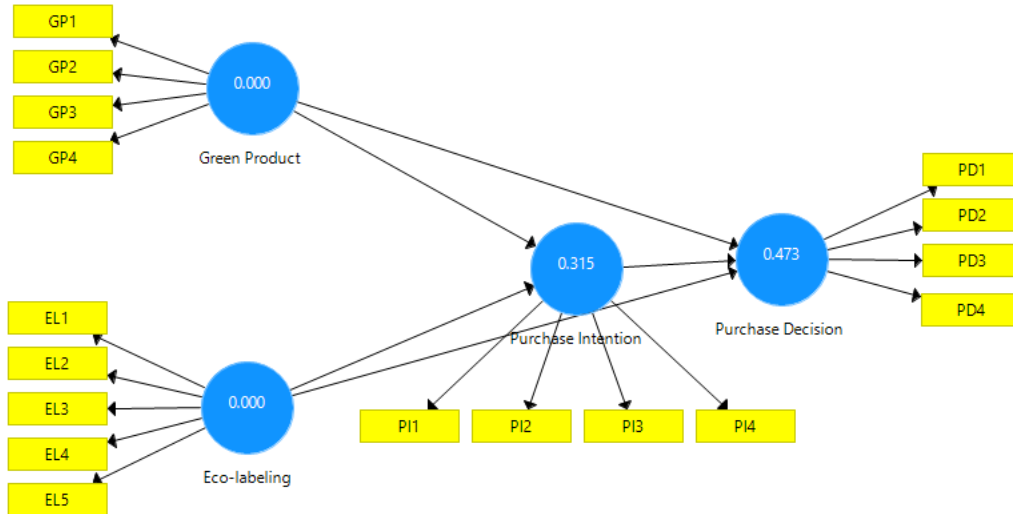 GP1
GP2
GP3
GP4
0.000
Green Product
PD1
PD2
PD3
PD4
0.315
Purchase Intention
0.473
Purchase Decision
EL1
EL2
EL3
EL4
EL5
0.000
Eco-labeling
PI1
PI2
PI3
PI4